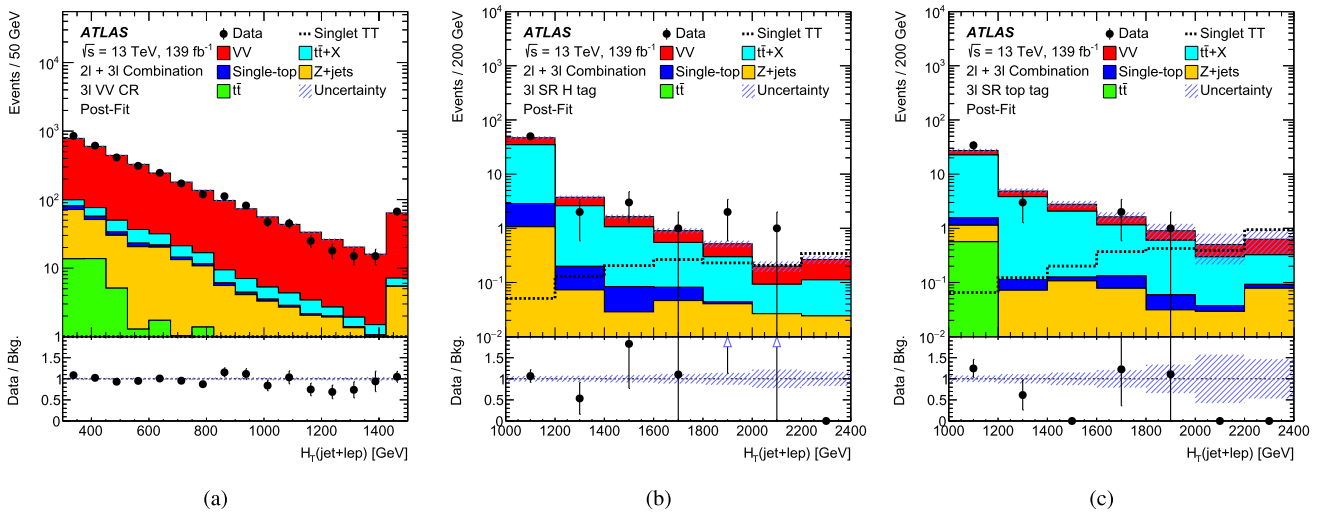 Events / 50 GeV
10⁴
10³
10²
10
1
ATLAS
√s = 13 TeV, 139 fb⁻¹
2l + 3l Combination
3l VV CR
Post-Fit
Data
Singlet TT
VV
tt̄+X
Single-top
Z+jets
tt̄
Uncertainty
Data / Bkg.
1.5
1
0.5
0
400 600 800 1000 1200 1400
H_T(jet+lep) [GeV]
(a)
Events / 200 GeV
10⁴
10³
10²
10
1
10⁻¹
10⁻²
ATLAS
√s = 13 TeV, 139 fb⁻¹
2l + 3l Combination
3l SR H tag
Post-Fit
Data
Singlet TT
VV
tt̄+X
Single-top
Z+jets
tt̄
Uncertainty
Data / Bkg.
1.5
1
0.5
0
1000 1200 1400 1600 1800 2000 2200 2400
H_T(jet+lep) [GeV]
(b)
Events / 200 GeV
10⁴
10³
10²
10
1
10⁻¹
10⁻²
ATLAS
√s = 13 TeV, 139 fb⁻¹
2l + 3l Combination
3l SR top tag
Post-Fit
Data
Singlet TT
VV
tt̄+X
Single-top
Z+jets
tt̄
Uncertainty
Data / Bkg.
1.5
1
0.5
0
1000 1200 1400 1600 1800 2000 2200 2400
H_T(jet+lep) [GeV]
(c)